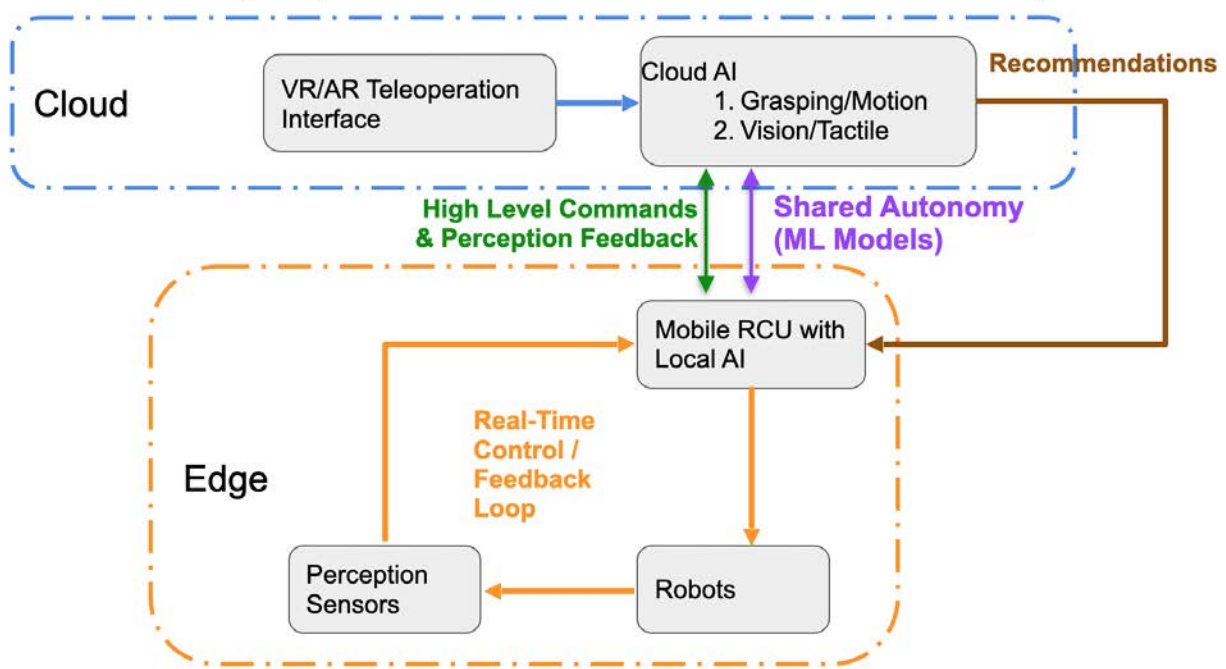 Cloud
VR/AR Teleoperation
Interface
Cloud AI
1. Grasping/Motion
2. Vision/Tactile
Recommendations
High Level Commands
& Perception Feedback
Shared Autonomy
(ML Models)
Mobile RCU with
Local AI
Real-Time
Control /
Feedback
Loop
Edge
Perception
Sensors
Robots